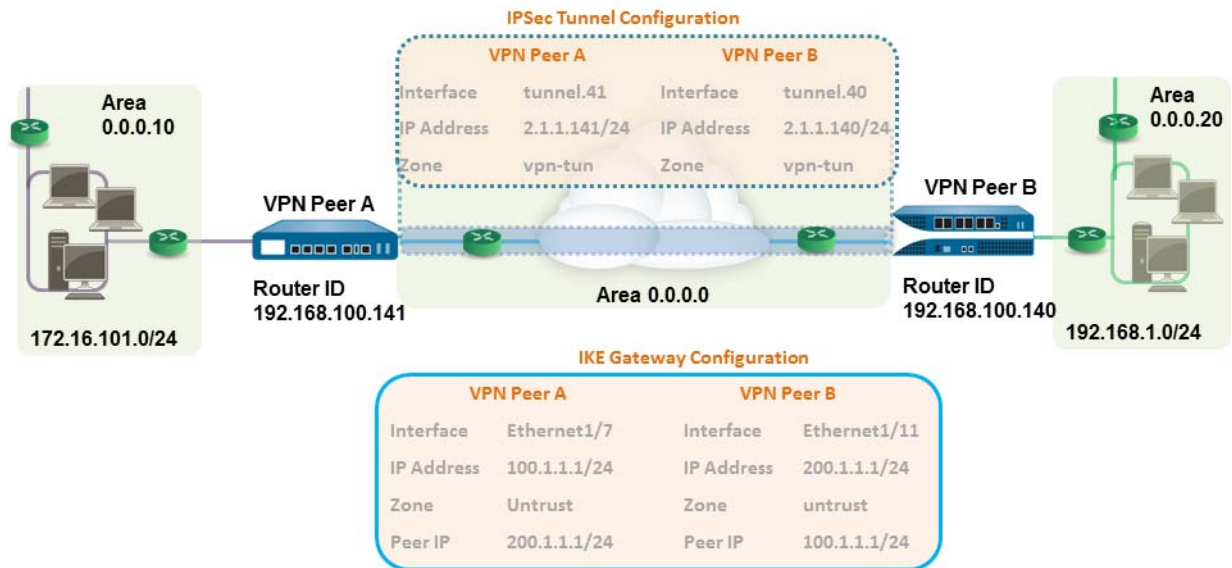 IPSec Tunnel Configuration
VPN Peer A VPN Peer B
Interface tunnel.41 Interface tunnel.40
IP Address 2.1.1.141/24 IP Address 2.1.1.140/24
Zone vpn-tun Zone vpn-tun
Area
0.0.0.10
172.16.101.0/24
VPN Peer A
Router ID
192.168.100.141
Area 0.0.0.0
VPN Peer B
Router ID
192.168.100.140
Area
0.0.0.20
192.168.1.0/24
IKE Gateway Configuration
VPN Peer A VPN Peer B
Interface Ethernet1/7 Interface Ethernet1/11
IP Address 100.1.1.1/24 IP Address 200.1.1.1/24
Zone Untrust Zone untrust
Peer IP 200.1.1.1/24 Peer IP 100.1.1.1/24